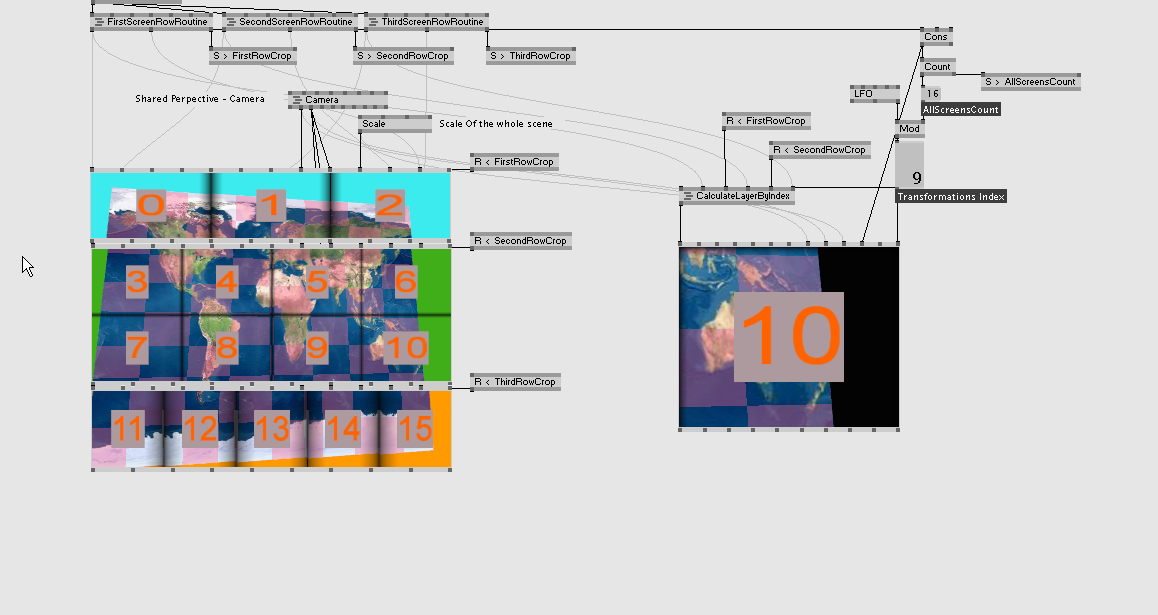 FirstScreenRowRoutine
SecondScreenRowRoutine
ThirdScreenRowRoutine
S > FirstRowCrop
S > SecondRowCrop
S > ThirdRowCrop
Cons
Count
S > AllScreensCount
LFO
16
AllScreensCount
Shared Perpective - Camera
Camera
Scale
Scale Of the whole scene
R < FirstRowCrop
Mod
R < SecondRowCrop
R < FirstRowCrop
9
CalculateLayerByIndex
Transformations Index
0 1 2
R < SecondRowCrop
3 4 5 6
7 8 9 10
10
R < ThirdRowCrop
11 12 13 14 15